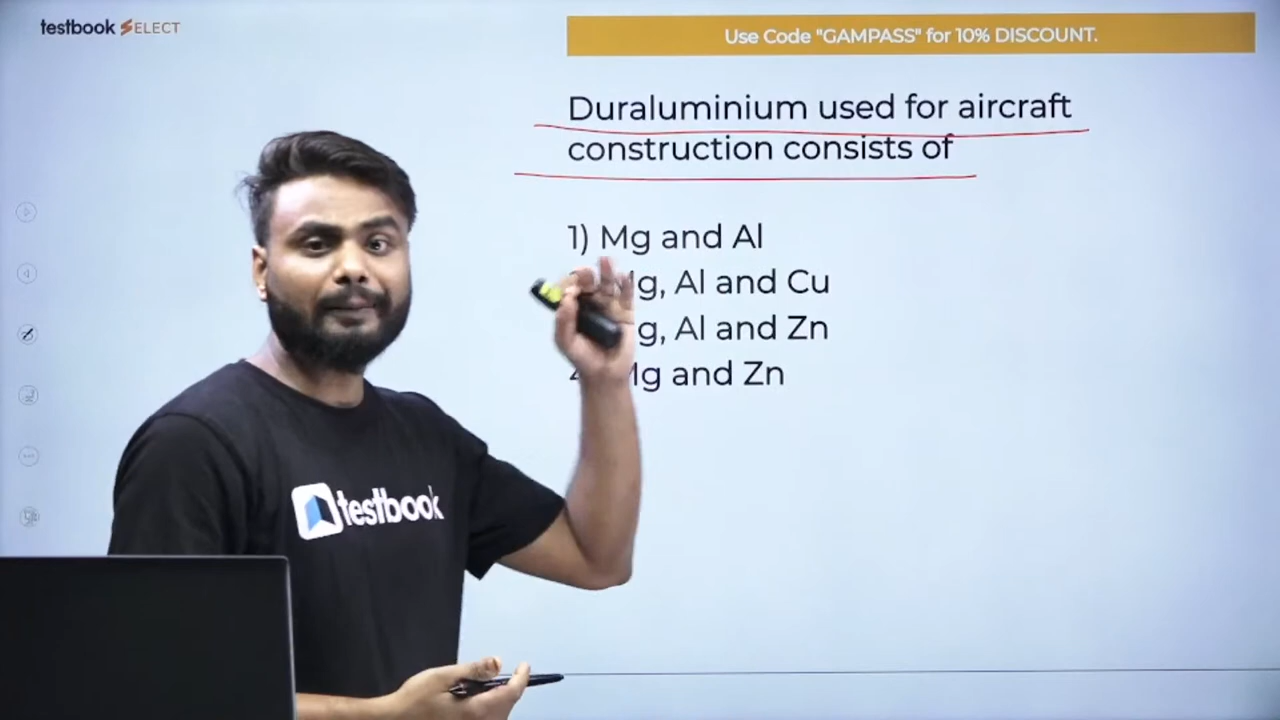 testbook SELECT
Use Code "GAMPASS" for 10% DISCOUNT.
Duraluminium used for aircraft
construction consists of
1) Mg and Al
Al and Cu
Al and Zn
and Zn
testbook